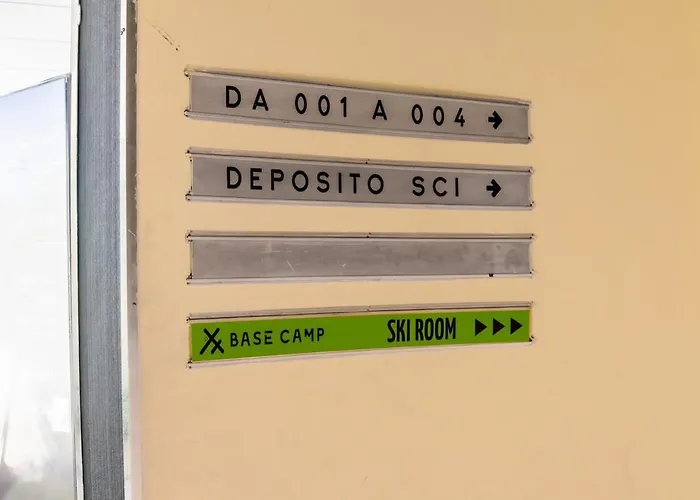 DA 001 A 004 →
DEPOSITO SCI →
BASE CAMP SKI ROOM ▶▶▶